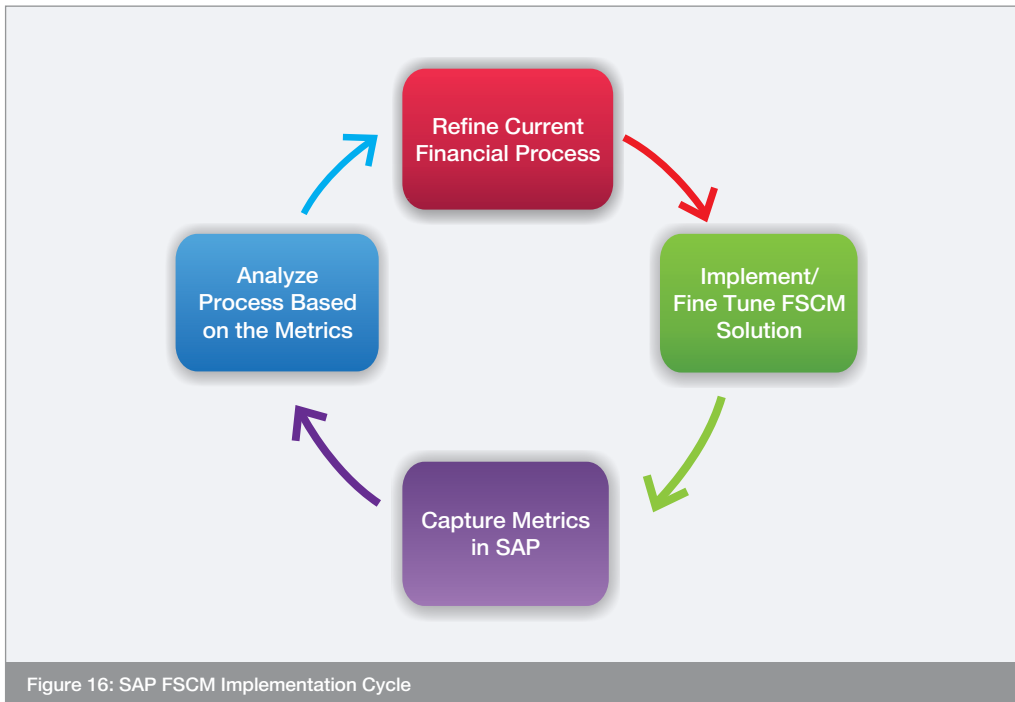 Refine Current
Financial Process
Implement/
Fine Tune FSCM
Solution
Capture Metrics
in SAP
Analyze
Process Based
on the Metrics
Figure 16: SAP FSCM Implementation Cycle